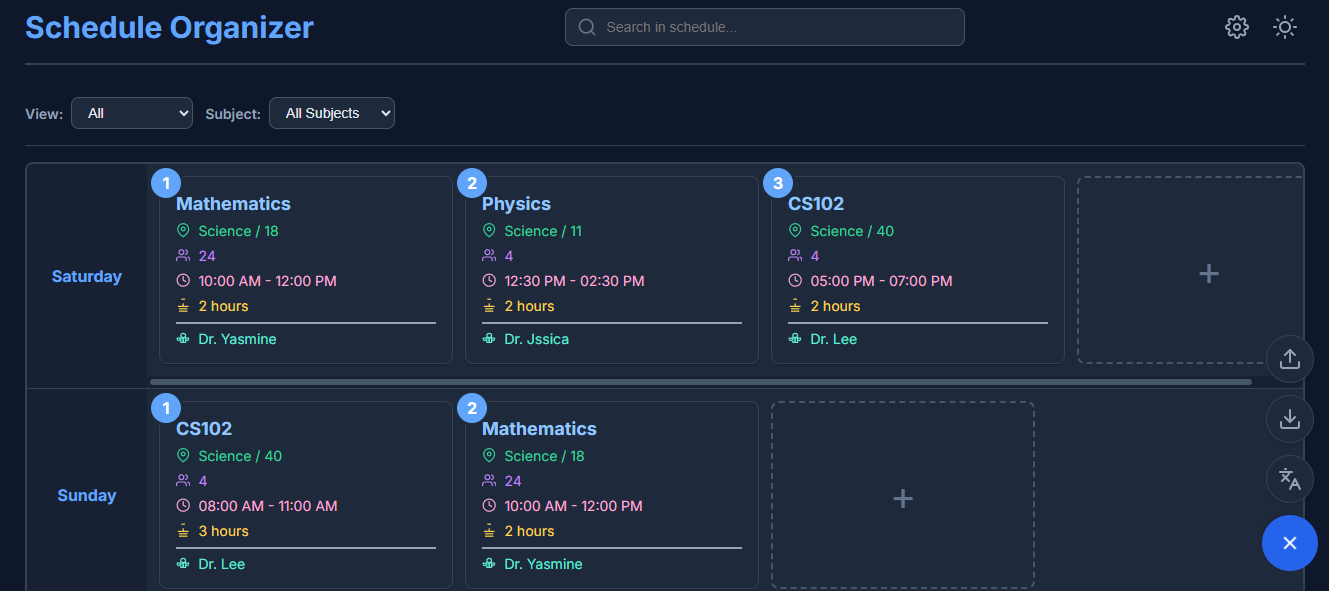 Schedule Organizer
Search in schedule...
View: All Subject: All Subjects
Saturday
1
Mathematics
Science / 18
24
10:00 AM - 12:00 PM
2 hours
Dr. Yasmine
2
Physics
Science / 11
4
12:30 PM - 02:30 PM
2 hours
Dr. Jssica
3
CS102
Science / 40
4
05:00 PM - 07:00 PM
2 hours
Dr. Lee
+
Sunday
1
CS102
Science / 40
4
08:00 AM - 11:00 AM
3 hours
Dr. Lee
2
Mathematics
Science / 18
24
10:00 AM - 12:00 PM
2 hours
Dr. Yasmine
+